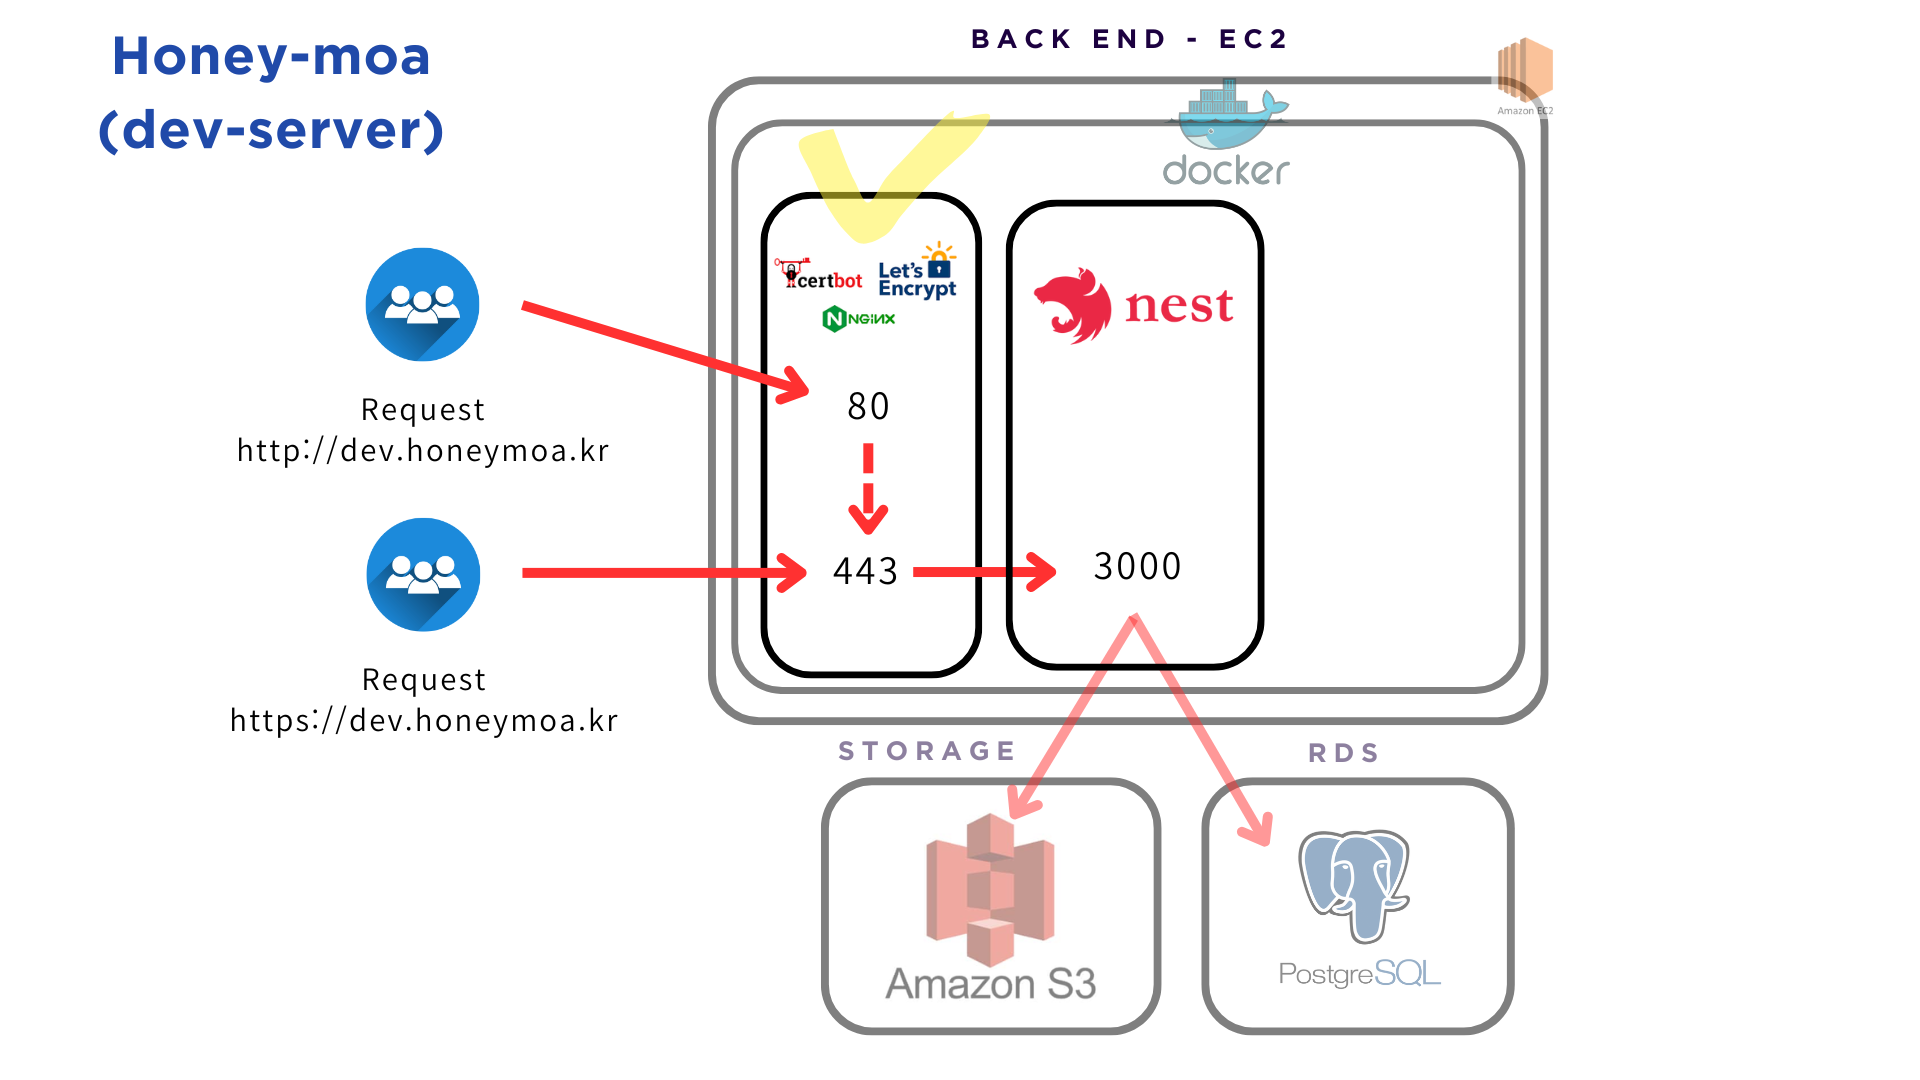 Honey-moa
(dev-server)
BACK END - EC2
Amazon EC2
docker
certbot
Let's
Encrypt
NGINX
nest
80
Request
http://dev.honeymoa.kr
443
3000
Request
https://dev.honeymoa.kr
STORAGE
RDS
Amazon S3
PostgreSQL